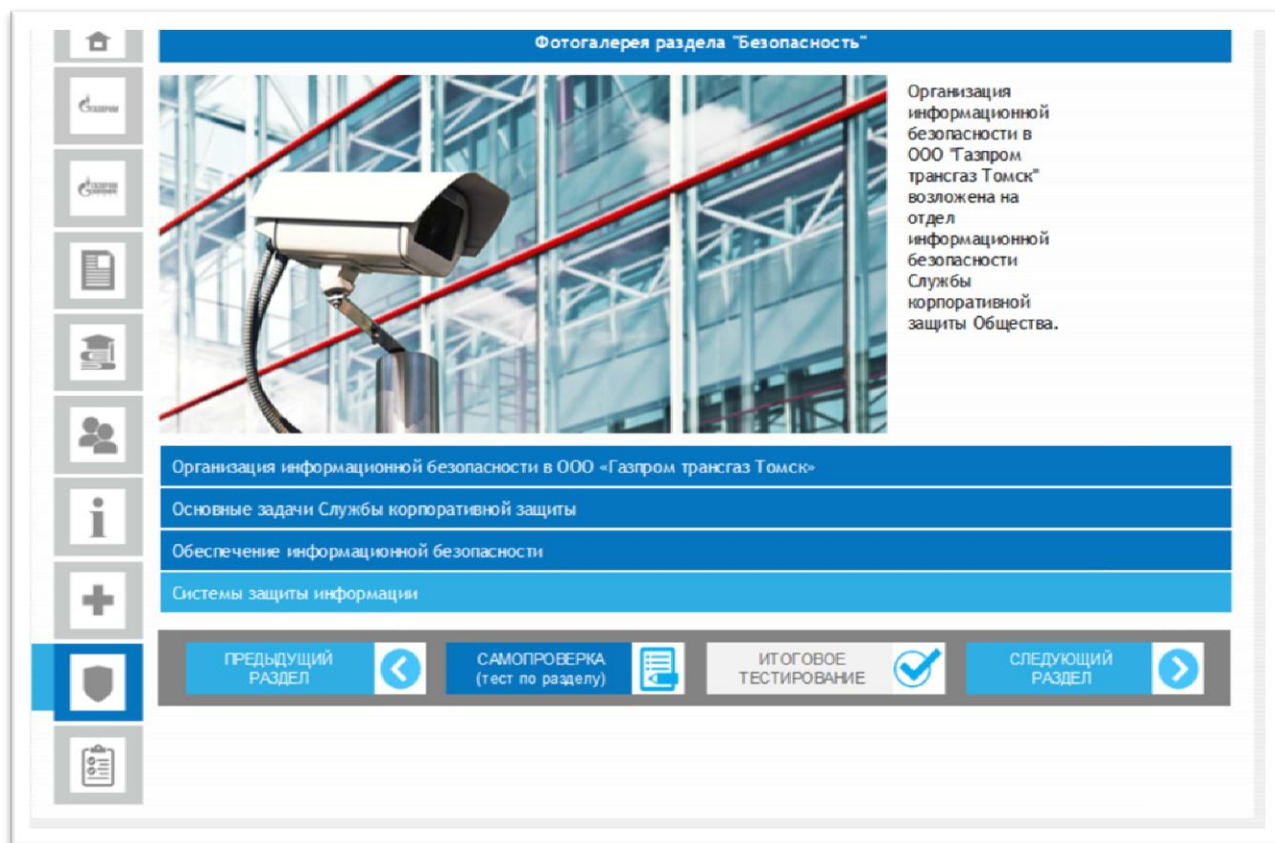 Фотогалерея раздела "Безопасность"
ГАЗПРОМ
ГАЗПРОМ
Организация
информационной
безопасности в
ООО "Газпром
трансгаз Томск"
возложена на
отдел
информационной
безопасности
Службы
корпоративной
защиты Общества.
Организация информационной безопасности в ООО «Газпром трансгаз Томск»
Основные задачи Службы корпоративной защиты
Обеспечение информационной безопасности
Системы защиты информации
ПРЕДЫДУЩИЙ
РАЗДЕЛ
САМОПРОВЕРКА
(тест по разделу)
ИТОГОВОЕ
ТЕСТИРОВАНИЕ
СЛЕДУЮЩИЙ
РАЗДЕЛ